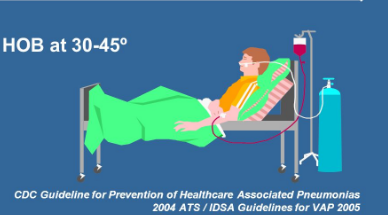 HOB at 30-45º
CDC Guideline for Prevention of Healthcare Associated Pneumonias
2004 ATS / IDSA Guidelines for VAP 2005